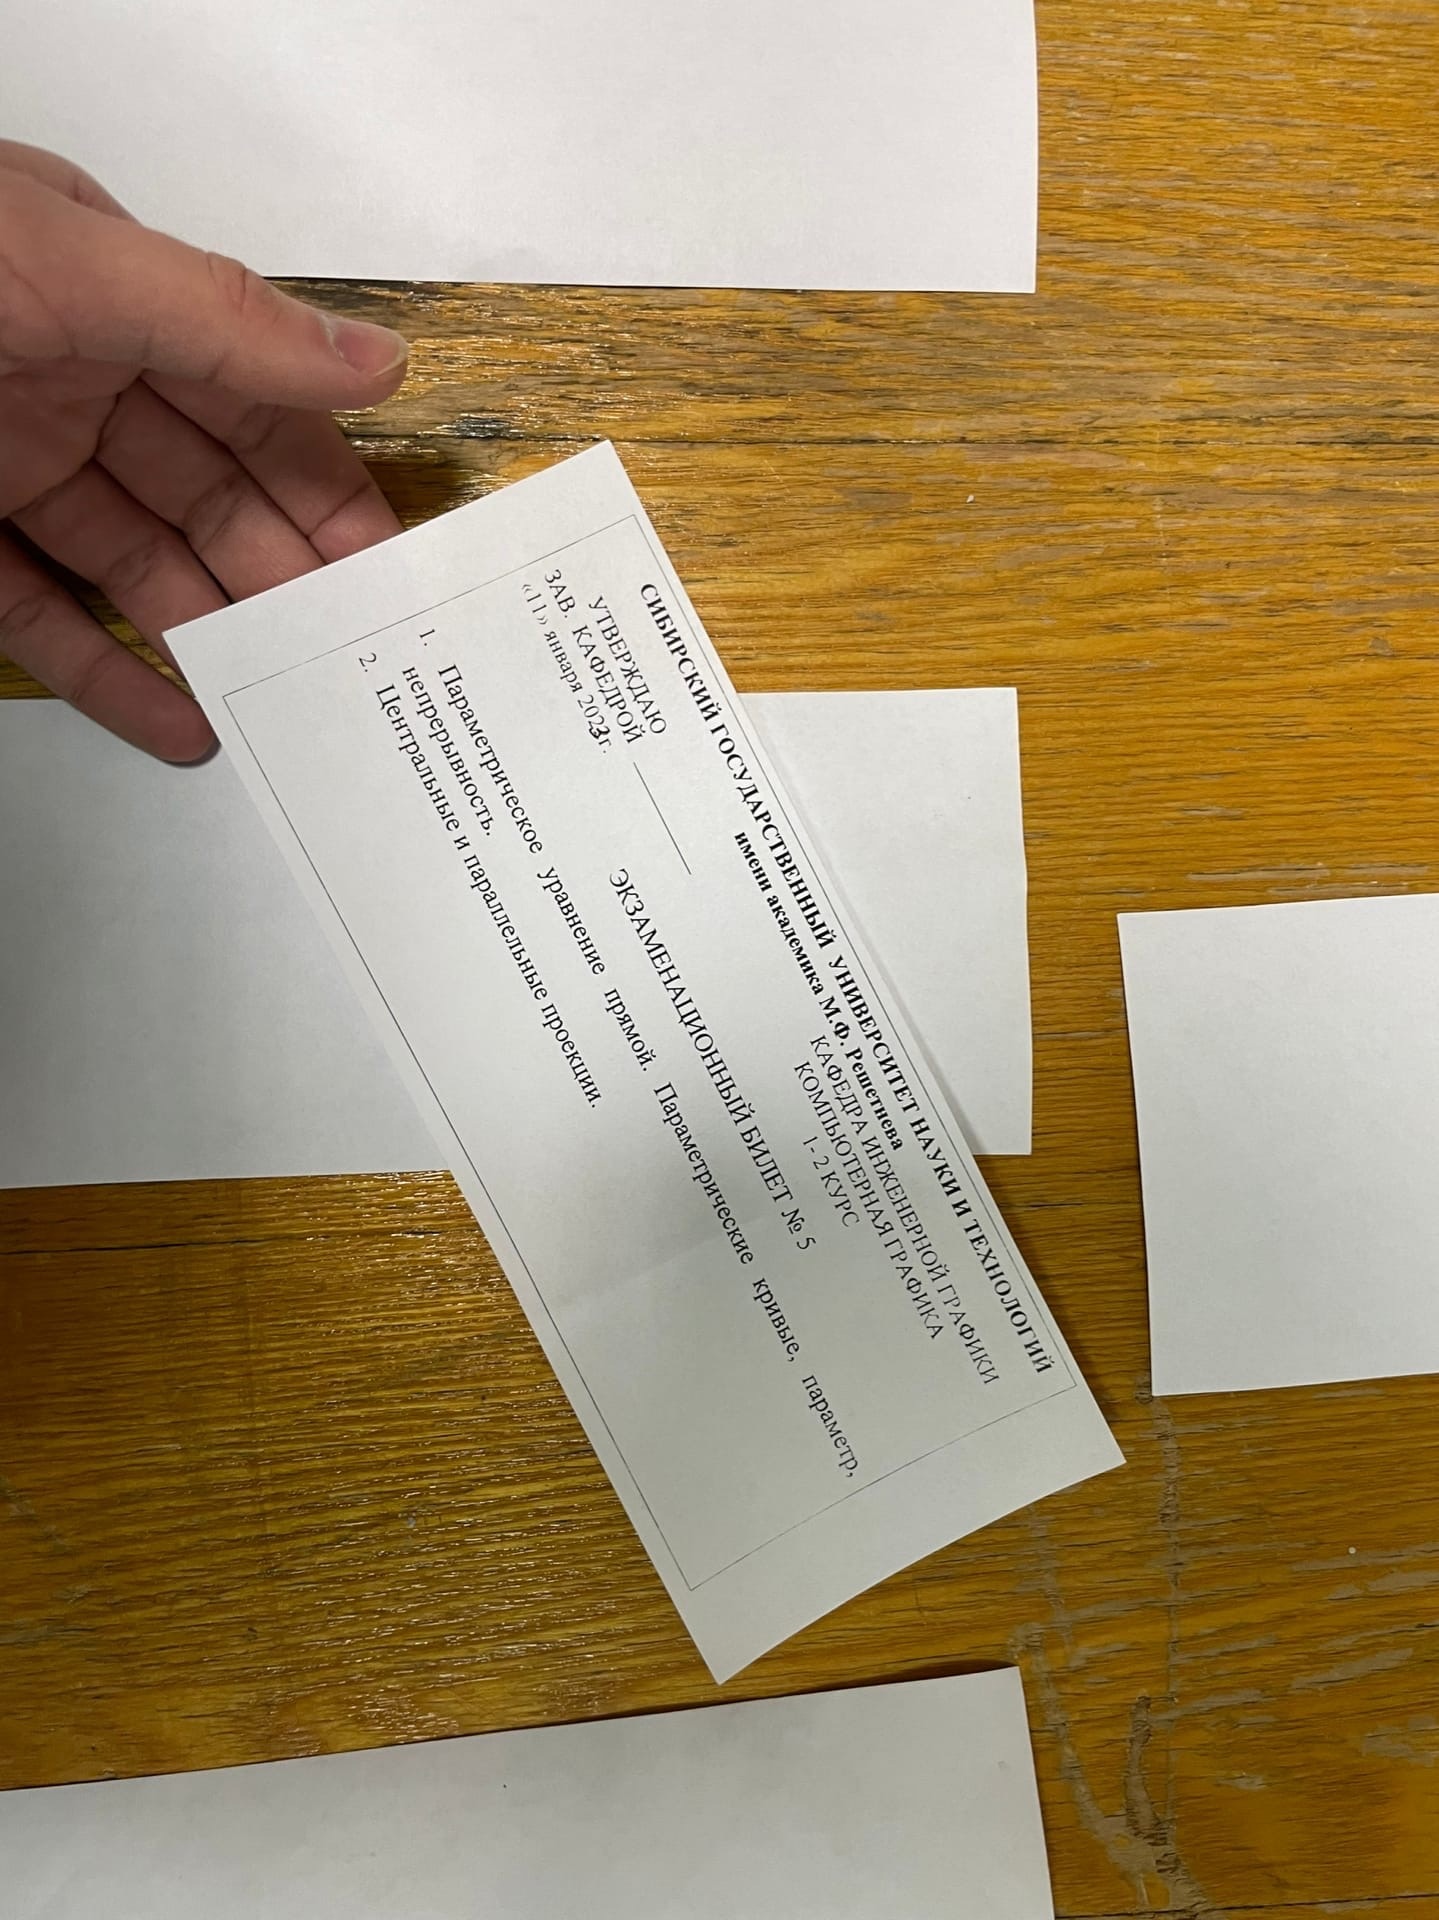 СИБИРСКИЙ ГОСУДАРСТВЕННЫЙ УНИВЕРСИТЕТ НАУКИ И ТЕХНОЛОГИЙ
имени академика М.Ф. Решетнева
УТВЕРЖДАЮ
КАФЕДРА ИНЖЕНЕРНОЙ ГРАФИКИ
ЗАВ. КАФЕДРОЙ
КОМПЬЮТЕРНАЯ ГРАФИКА
«11» января 2023г.
1- 2 КУРС
ЭКЗАМЕНАЦИОННЫЙ БИЛЕТ № 5
1. Параметрическое уравнение прямой. Параметрические кривые, параметр,
непрерывность.
2. Центральные и параллельные проекции.